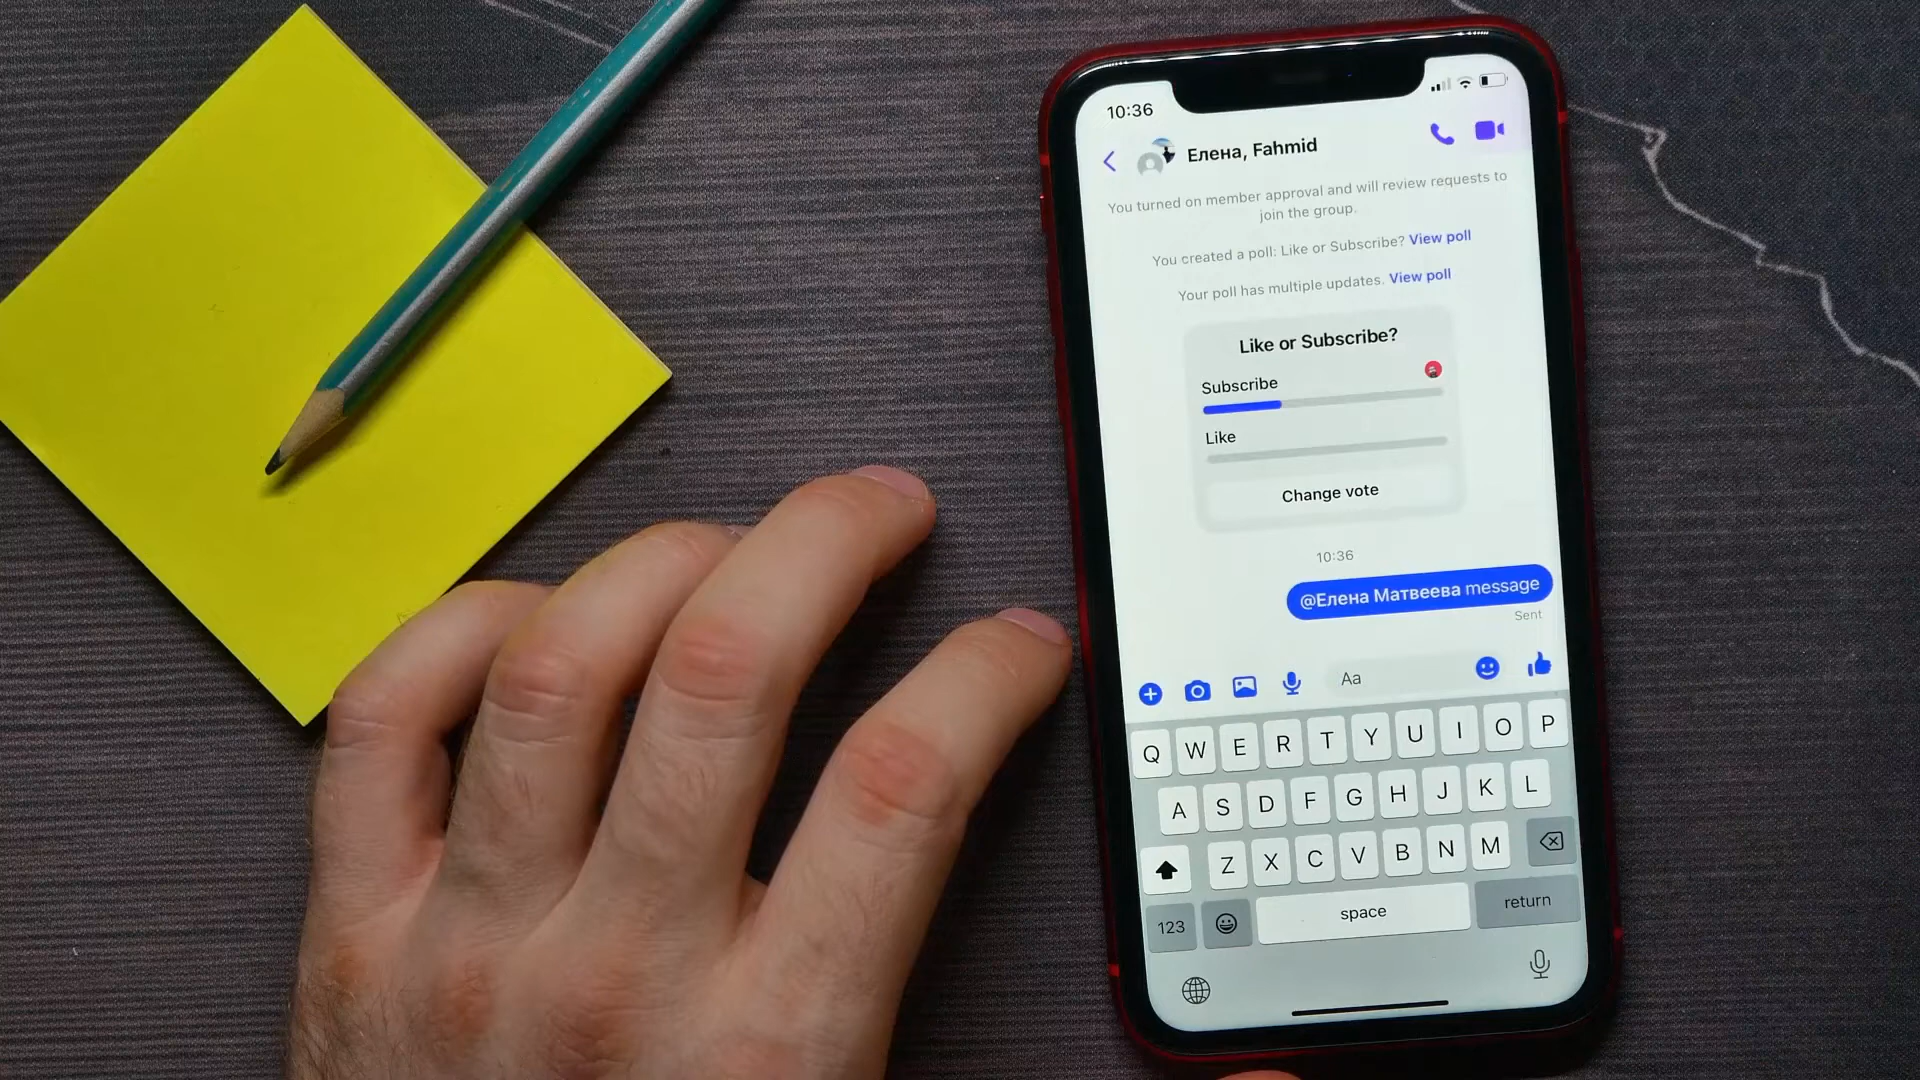 10:36
Елена, Fahmid
You turned on member approval and will review requests to
join the group.
You created a poll: Like or Subscribe? View poll
Your poll has multiple updates. View poll
Like or Subscribe?
Subscribe
Like
Change vote
10:36
@Елена Матвеева message
Sent
Aa
Q W E R T Y U I O P
A S D F G H J K L
Z X C V B N M
123 space return